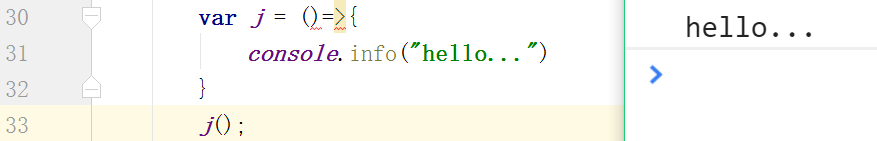 30 var j = ()=>{
31 console.info("hello...")
32 }
33 j();
hello...